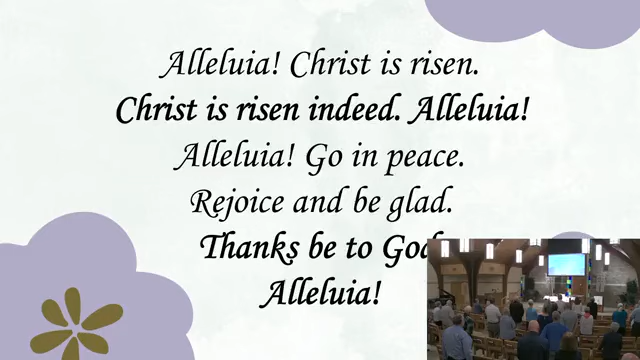 Alleluia! Christ is risen.
Christ is risen indeed. Alleluia!
Alleluia! Go in peace.
Rejoice and be glad.
Thanks be to God
Alleluia!